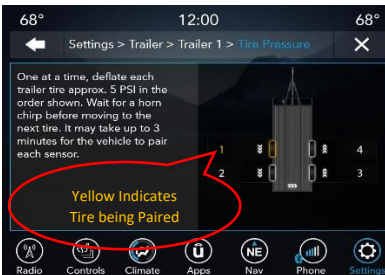 68°
12:00
68°
Settings > Trailer > Trailer 1 > Tire Pressure
One at a time, deflate each
trailer tire approx. 5 PSI in the
order shown. Wait for a horn
chirp before moving to the
next tire. It may take up to 3
minutes for the vehicle to pair
each sensor.
1
4
2
3
Yellow Indicates
Tire being Paired
û
NE
Radio
Controls
Climate
Apps
Nav
Phone
Settings